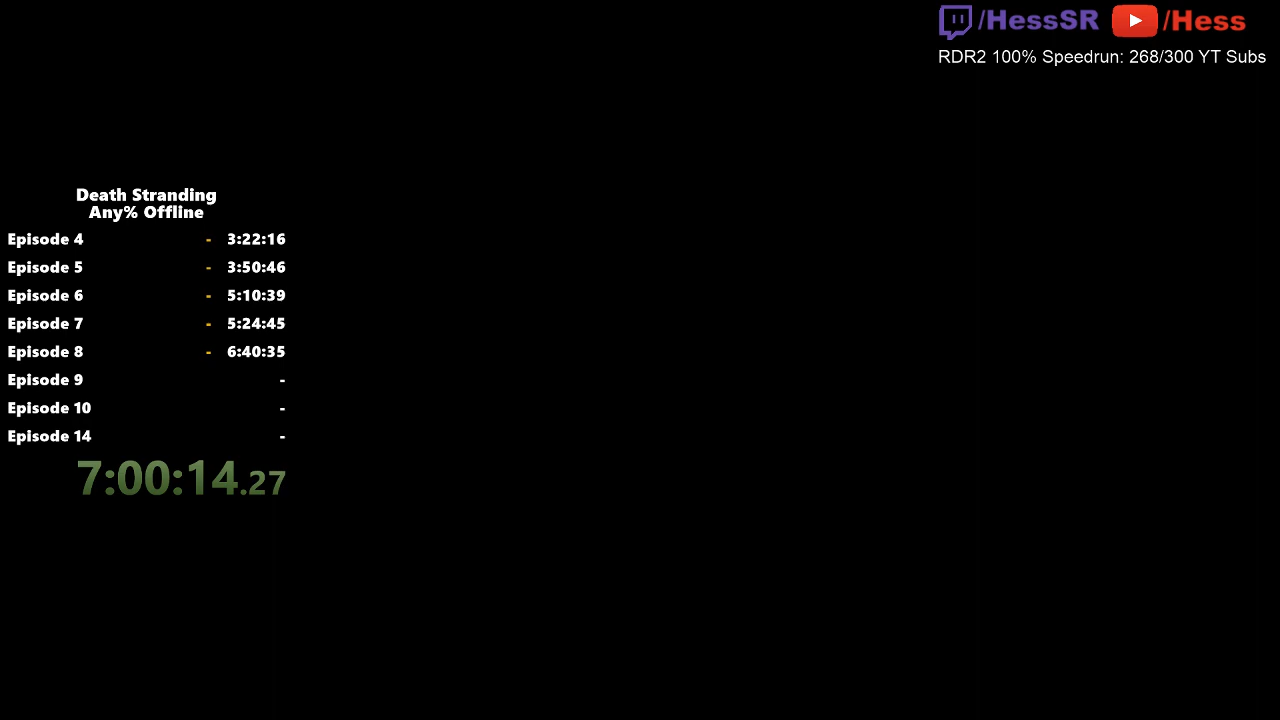 /HessSR /Hess
RDR2 100% Speedrun: 268/300 YT Subs
Death Stranding
Any% Offline
Episode 4 - 3:22:16
Episode 5 - 3:50:46
Episode 6 - 5:10:39
Episode 7 - 5:24:45
Episode 8 - 6:40:35
Episode 9 -
Episode 10 -
Episode 14 -
7:00:14.27